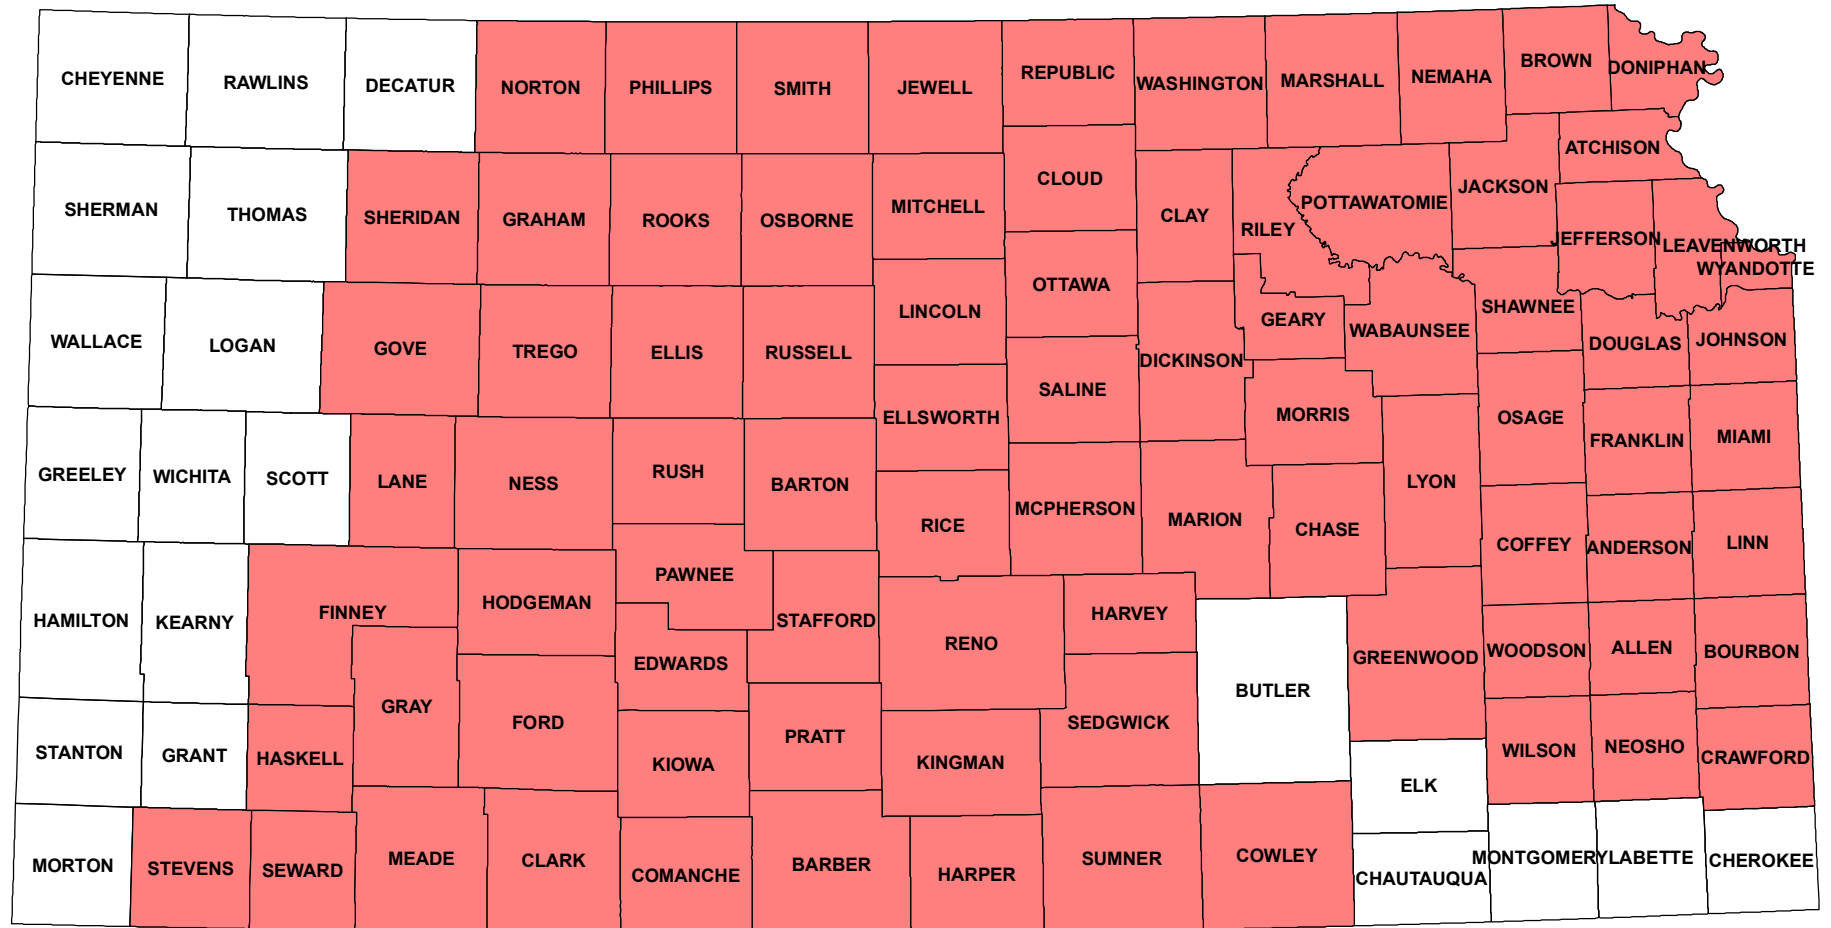 CHEYENNE
RAWLINS
DECATUR
NORTON
PHILLIPS
SMITH
JEWELL
REPUBLIC
WASHINGTON
MARSHALL
NEMAHA
BROWN
DONIPHAN
SHERMAN
THOMAS
SHERIDAN
GRAHAM
ROOKS
OSBORNE
MITCHELL
CLOUD
CLAY
RILEY
POTTAWATOMIE
JACKSON
ATCHISON
JEFFERSON
LEAVENWORTH
WYANDOTTE
WALLACE
LOGAN
GOVE
TREGO
ELLIS
RUSSELL
LINCOLN
OTTAWA
DICKINSON
GEARY
WABAUNSEE
SHAWNEE
DOUGLAS
JOHNSON
ELLSWORTH
SALINE
MORRIS
OSAGE
FRANKLIN
MIAMI
GREELEY
WICHITA
SCOTT
LANE
NESS
RUSH
BARTON
RICE
MCPHERSON
MARION
CHASE
LYON
COFFEY
ANDERSON
LINN
HAMILTON
KEARNY
FINNEY
HODGEMAN
PAWNEE
STAFFORD
EDWARDS
RENO
HARVEY
BUTLER
GREENWOOD
WOODSON
ALLEN
BOURBON
STANTON
GRANT
HASKELL
GRAY
FORD
KIOWA
PRATT
KINGMAN
SEDGWICK
ELK
WILSON
NEOSHO
CRAWFORD
MORTON
STEVENS
SEWARD
MEADE
CLARK
COMANCHE
BARBER
HARPER
SUMNER
COWLEY
CHAUTAUQUA
MONTGOMERY
LABETTE
CHEROKEE